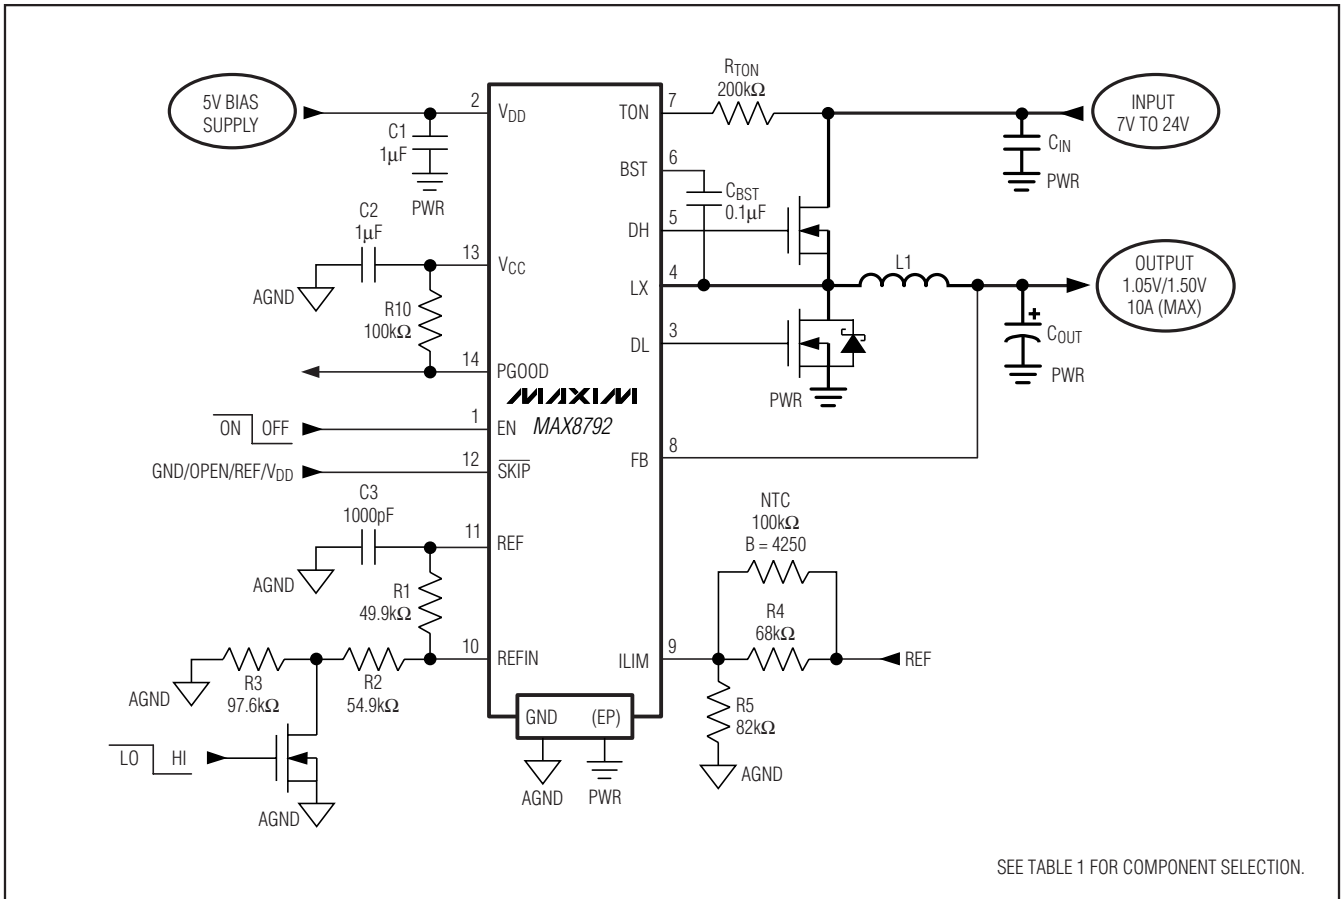 5V BIAS
SUPPLY
2
VDD
C1
1µF
PWR
C2
1µF
13
VCC
AGND
R10
100kΩ
14
PGOOD
MAXIM
MAX8792
ON OFF
1
EN
GND/OPEN/REF/VDD
12
SKIP
C3
1000pF
11
REF
AGND
R1
49.9kΩ
10
REFIN
R3
97.6kΩ
R2
54.9kΩ
AGND
LO HI
AGND
GND (EP)
AGND
PWR
RTON
200kΩ
TON
7
INPUT
7V TO 24V
CIN
PWR
BST
6
CBST
0.1µF
DH
5
LX
4
L1
OUTPUT
1.05V/1.50V
10A (MAX)
+
COUT
PWR
DL
3
PWR
FB
8
NTC
100kΩ
B = 4250
R4
68kΩ
ILIM
9
REF
R5
82kΩ
AGND
SEE TABLE 1 FOR COMPONENT SELECTION.